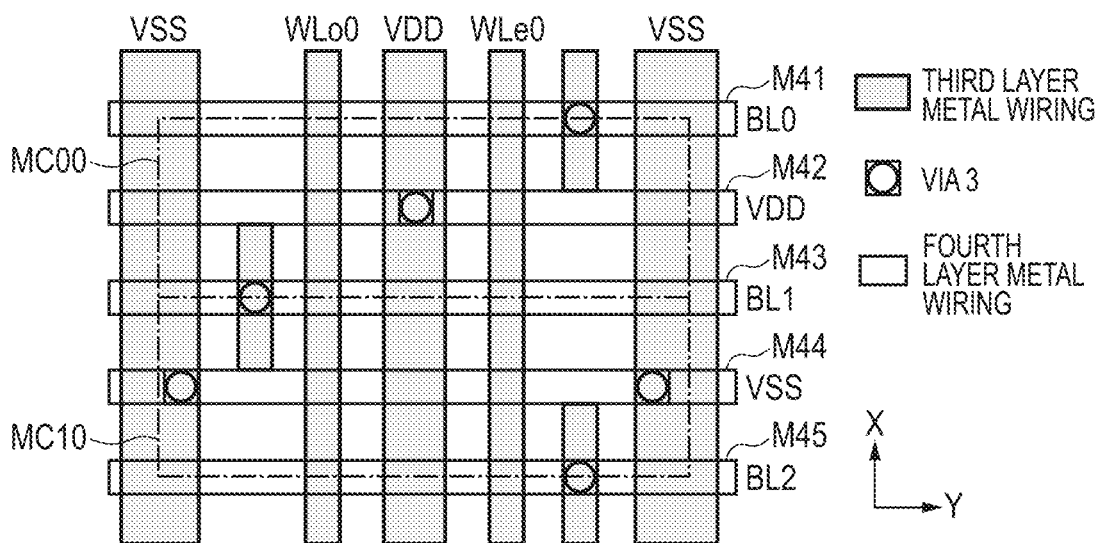 VSS WLo0 VDD WLe0 VSS
M41
BL0
MC00
M42
VDD
M43
BL1
M44
VSS
MC10
M45
BL2
THIRD LAYER
METAL WIRING
VIA 3
FOURTH
LAYER METAL
WIRING
X
Y